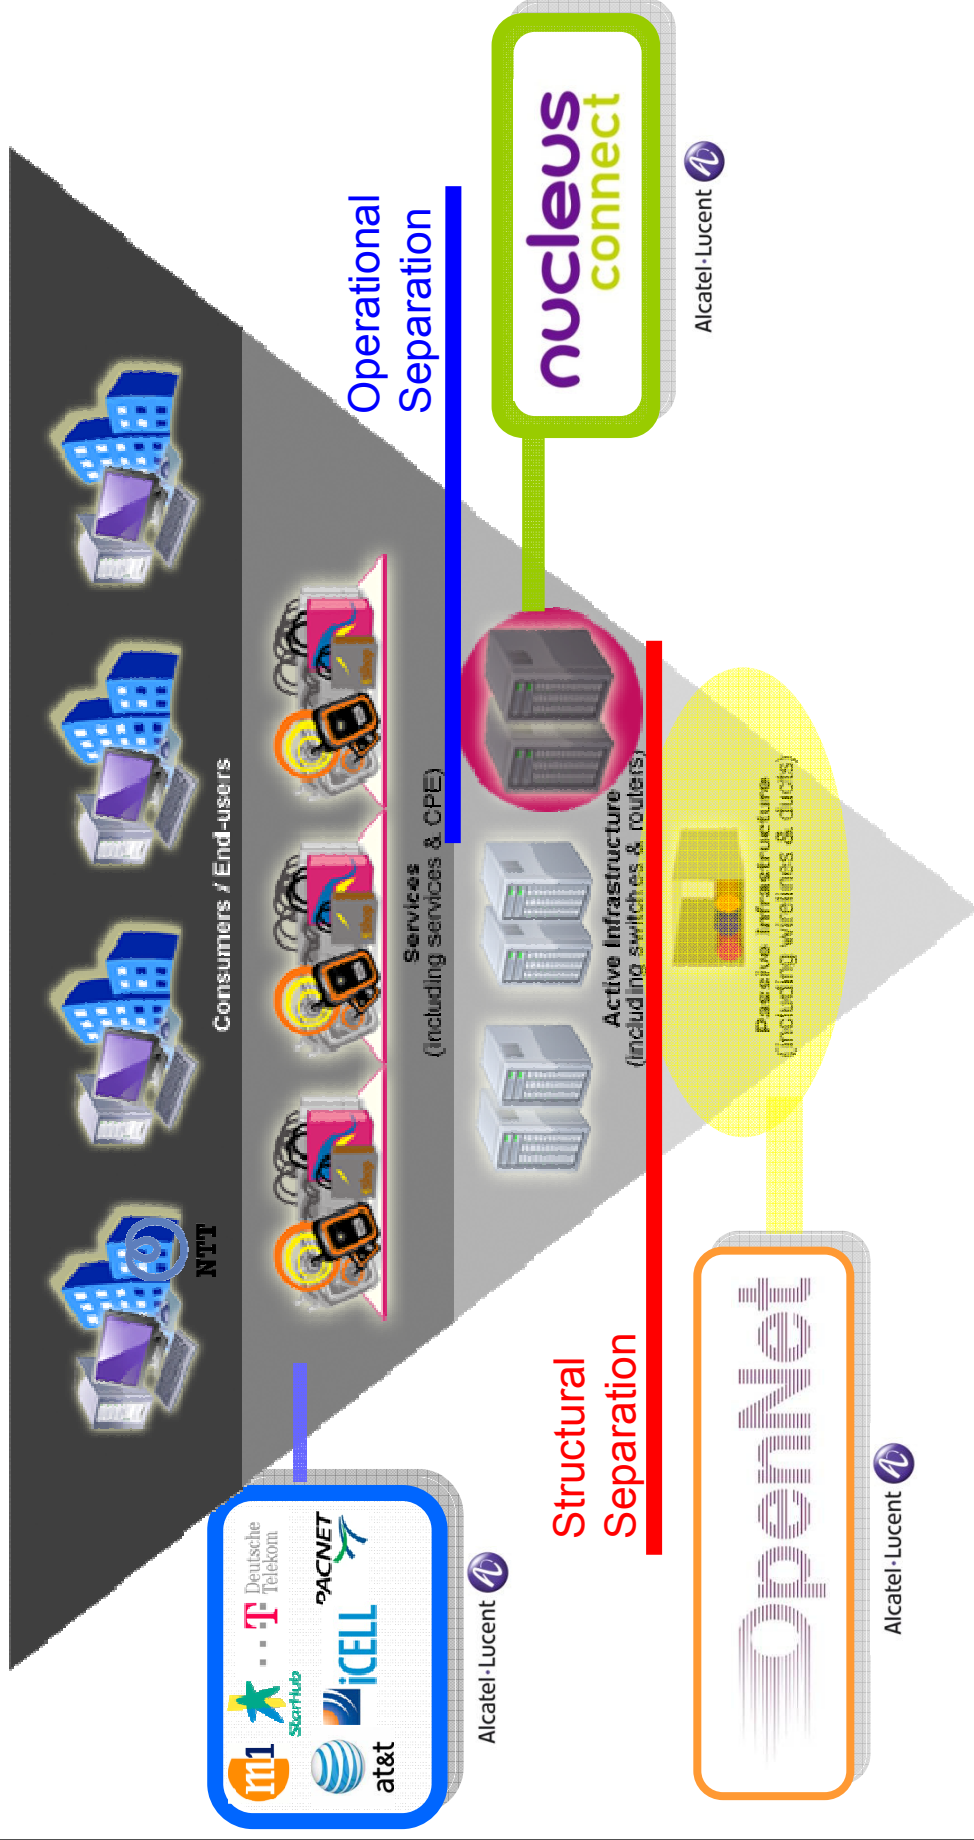 Consumers / End-users
NTT
m1
StarHub
Deutsche
Telekom
at&t
iCELL
PACNET
Alcatel·Lucent
Services
(including services & CPE)
Operational
Separation
nucleus
connect
Alcatel·Lucent
Active Infrastructure
(including switches & routers)
Structural
Separation
Passive Infrastructure
(including wirelines & ducts)
OpenNet
Alcatel·Lucent